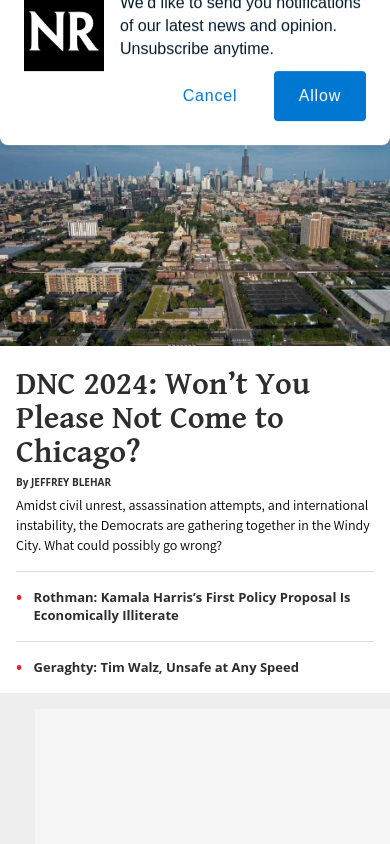 NR
We'd like to send you notifications
of our latest news and opinion.
Unsubscribe anytime.
Cancel
Allow
DNC 2024: Won’t You
Please Not Come to
Chicago?
By JEFFREY BLEHAR
Amidst civil unrest, assassination attempts, and international
instability, the Democrats are gathering together in the Windy
City. What could possibly go wrong?
Rothman: Kamala Harris’s First Policy Proposal Is
Economically Illiterate
Geraghty: Tim Walz, Unsafe at Any Speed